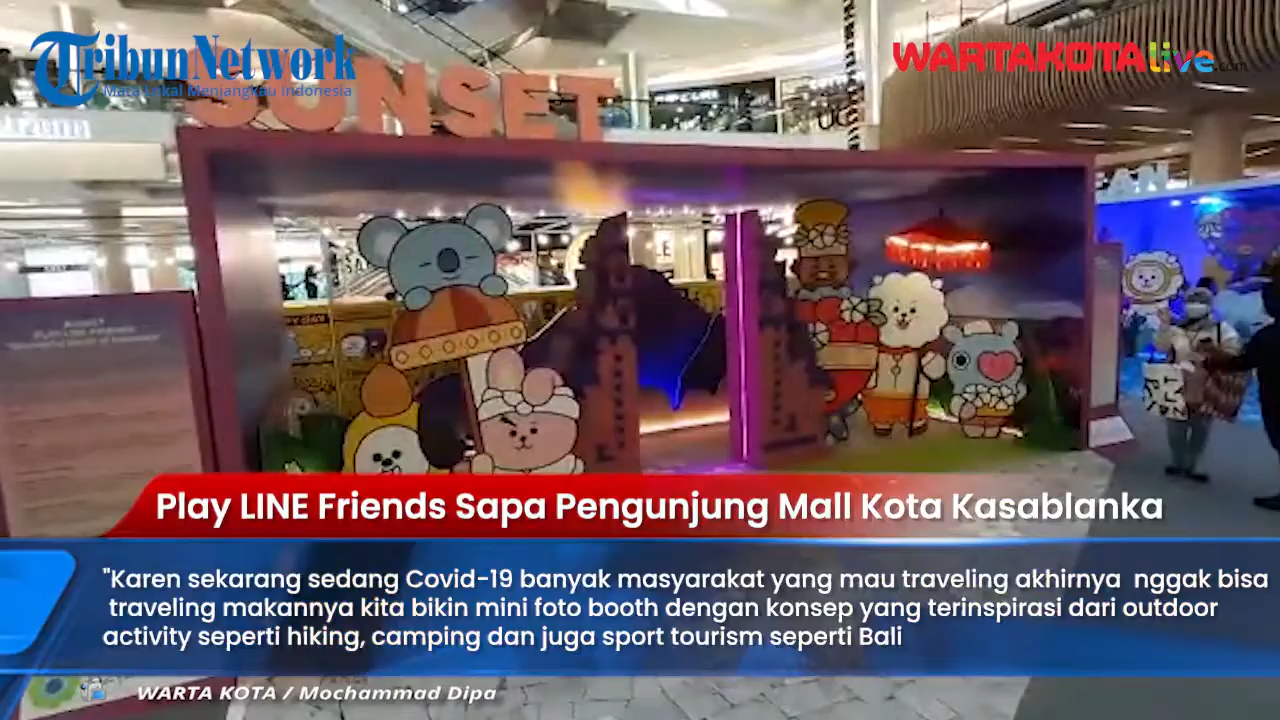 TribunNetwork
Mata Lokal Menjangkau Indonesia
WARTAKOTAlive.com
SUNSET
Play LINE Friends Sapa Pengunjung Mall Kota Kasablanka
"Karen sekarang sedang Covid-19 banyak masyarakat yang mau traveling akhirnya nggak bisa
traveling makannya kita bikin mini foto booth dengan konsep yang terinspirasi dari outdoor
activity seperti hiking, camping dan juga sport tourism seperti Bali
WARTA KOTA / Mochammad Dipa